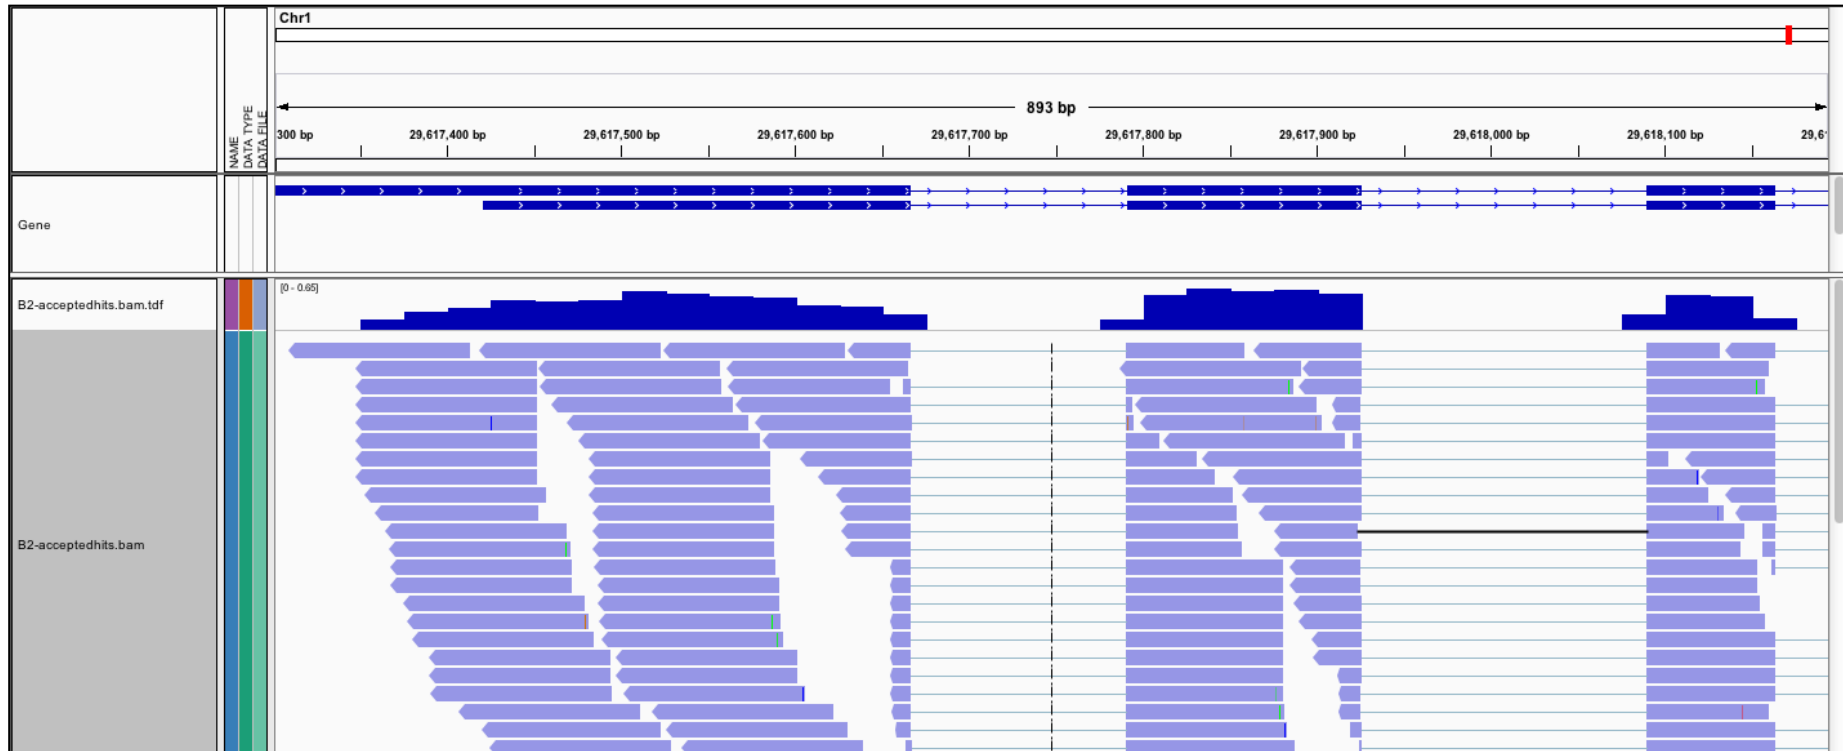 Chr1
893 bp
300 bp 29,617,400 bp 29,617,500 bp 29,617,600 bp 29,617,700 bp 29,617,800 bp 29,617,900 bp 29,618,000 bp 29,618,100 bp 29,6
NAME
DATA TYPE
DATA FILE
Gene
[0 - 0.65]
B2-acceptedhits.bam.tdf
B2-acceptedhits.bam